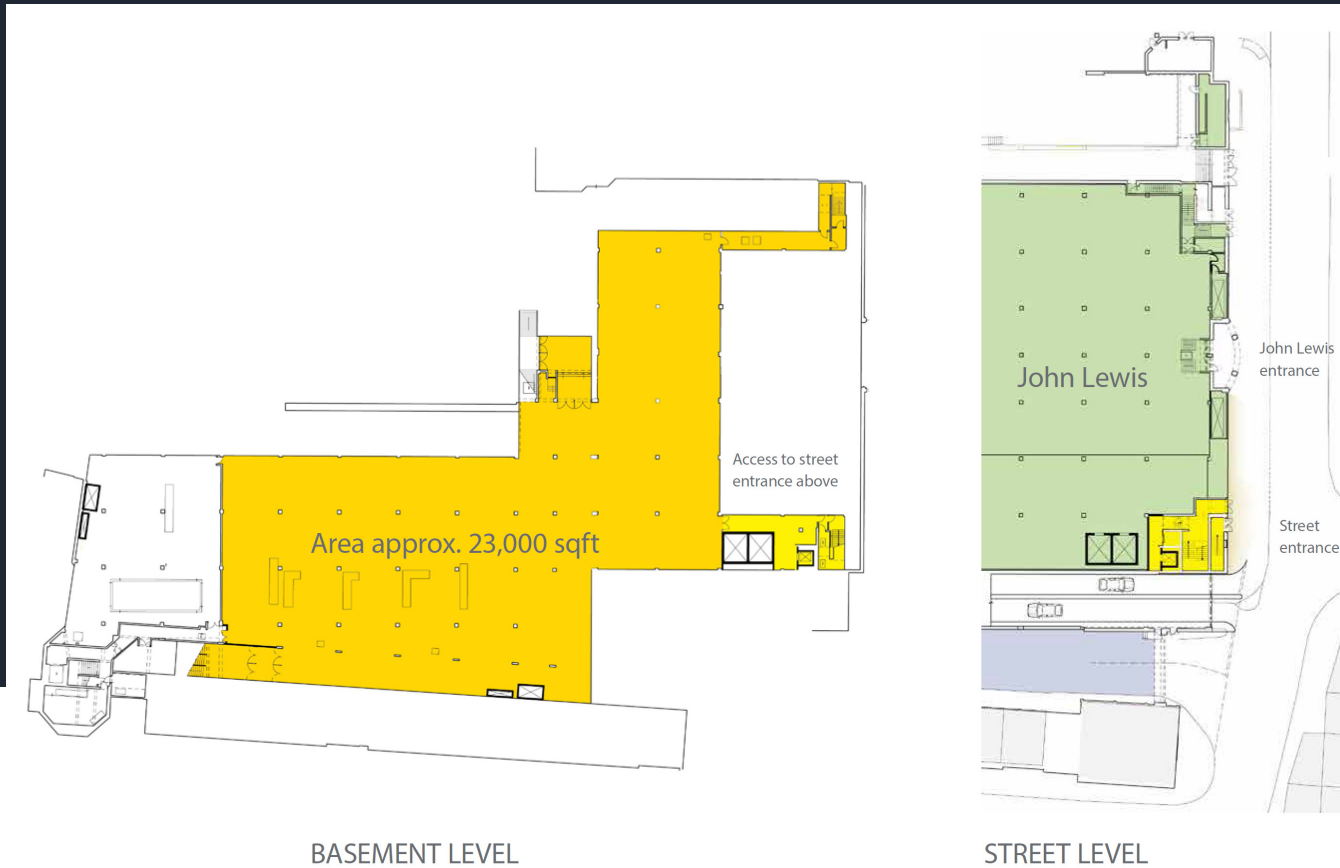 Access to street
entrance above
Area approx. 23,000 sqft
BASEMENT LEVEL
John Lewis
John Lewis
entrance
Street
entrance
STREET LEVEL